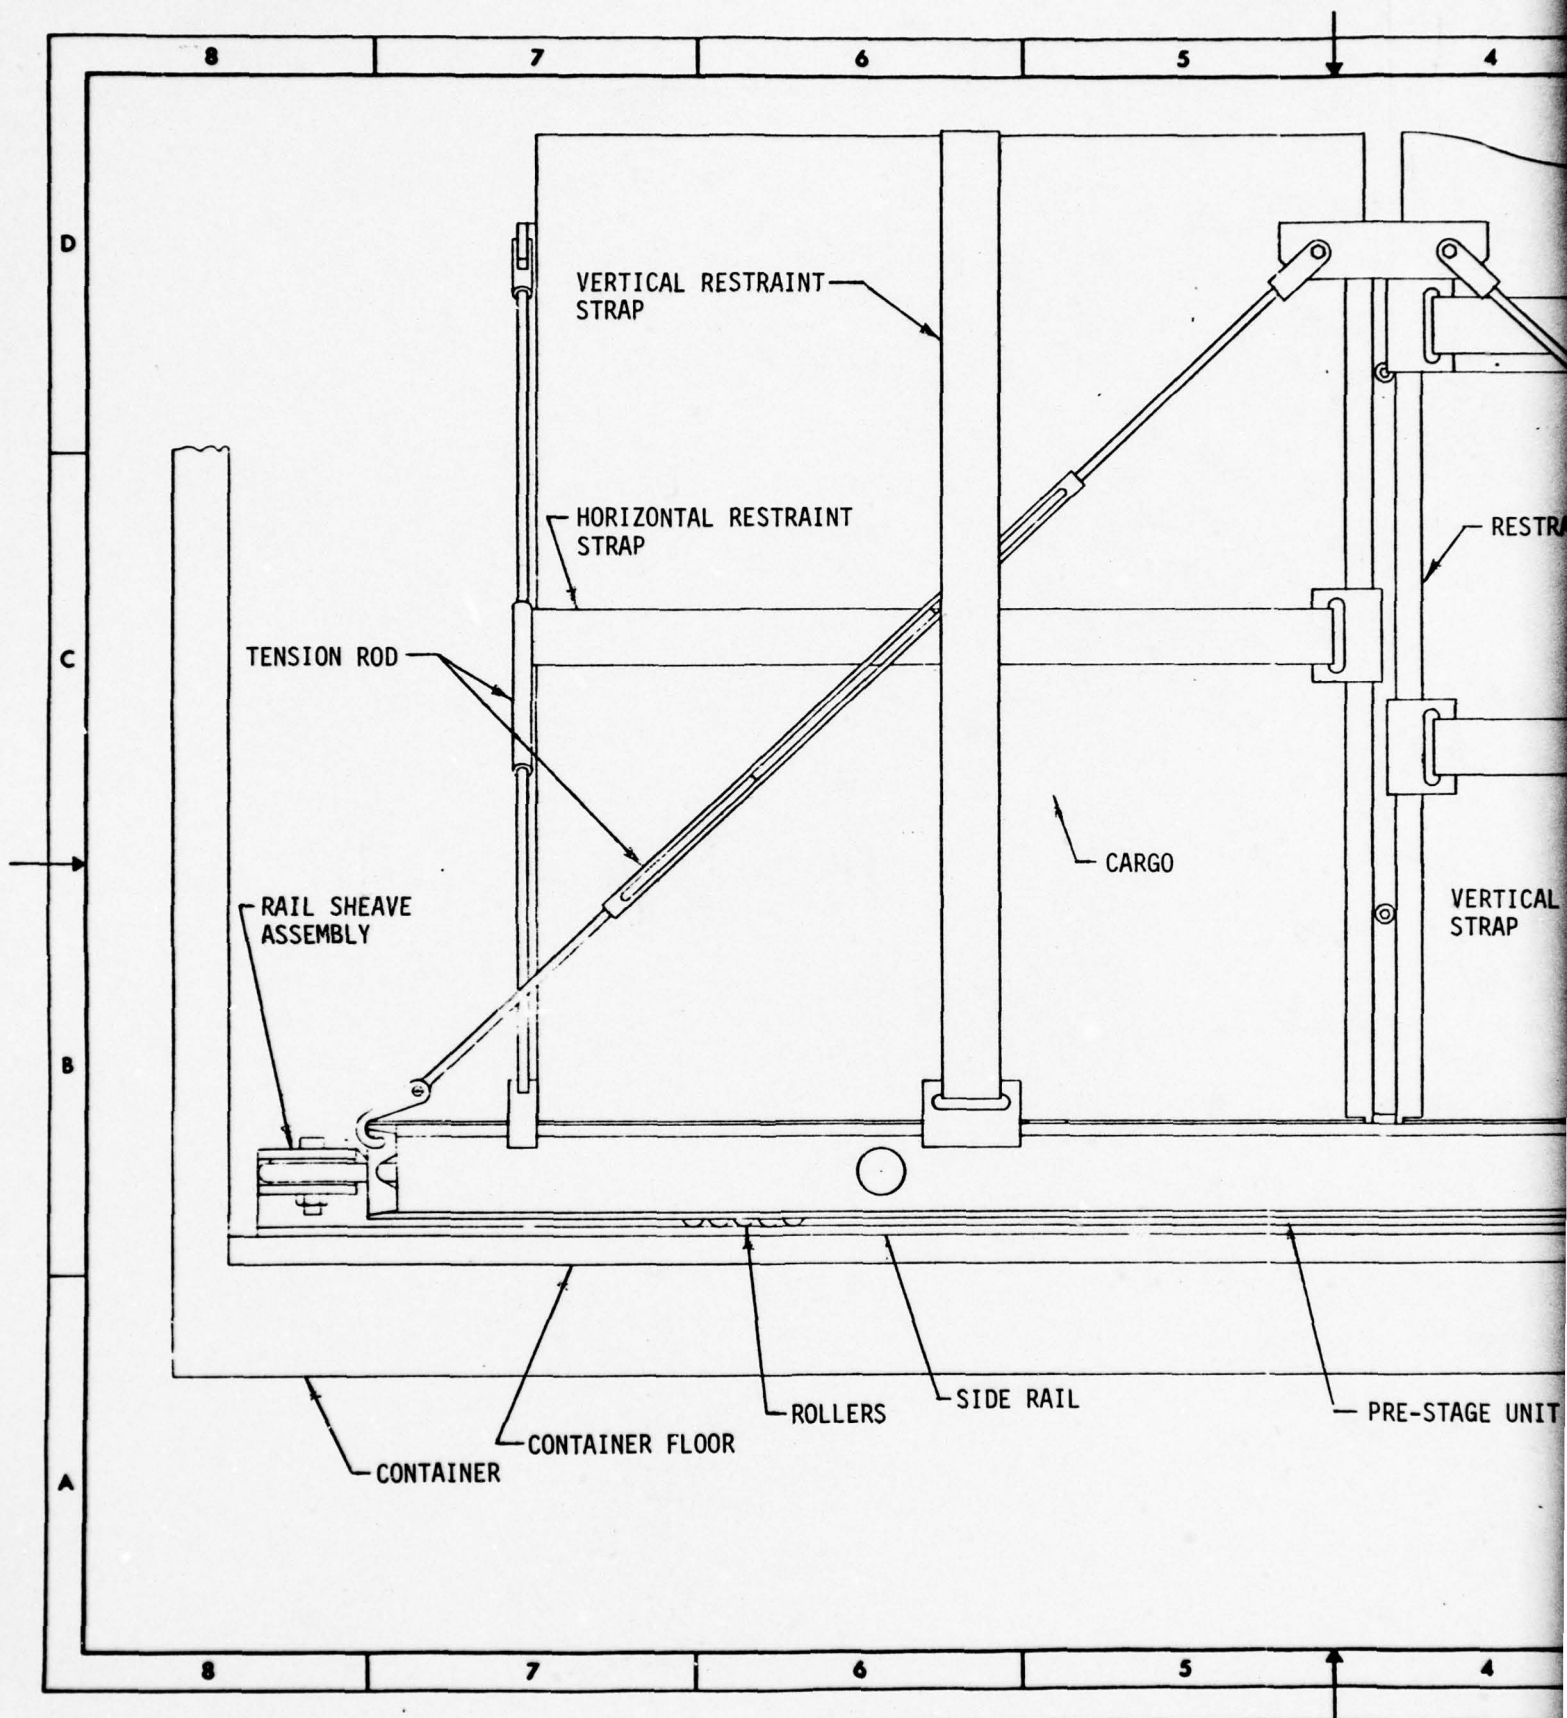 8 7 6 5 4
D
VERTICAL RESTRAINT
STRAP
HORIZONTAL RESTRAINT
STRAP
C
TENSION ROD
CARGO
RAIL SHEAVE
ASSEMBLY
VERTICAL
STRAP
B
ROLLERS
SIDE RAIL
PRE-STAGE UNIT
CONTAINER FLOOR
CONTAINER
A
8 7 6 5 4